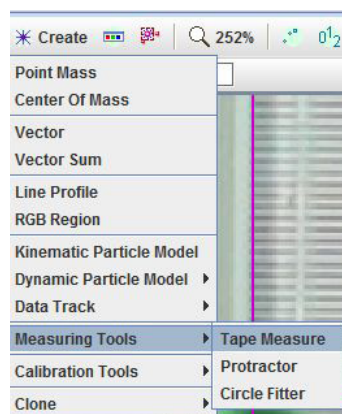 Create 252% 0¹2
Point Mass
Center Of Mass
Vector
Vector Sum
Line Profile
RGB Region
Kinematic Particle Model
Dynamic Particle Model
Data Track
Measuring Tools
Tape Measure
Calibration Tools
Protractor
Clone
Circle Fitter